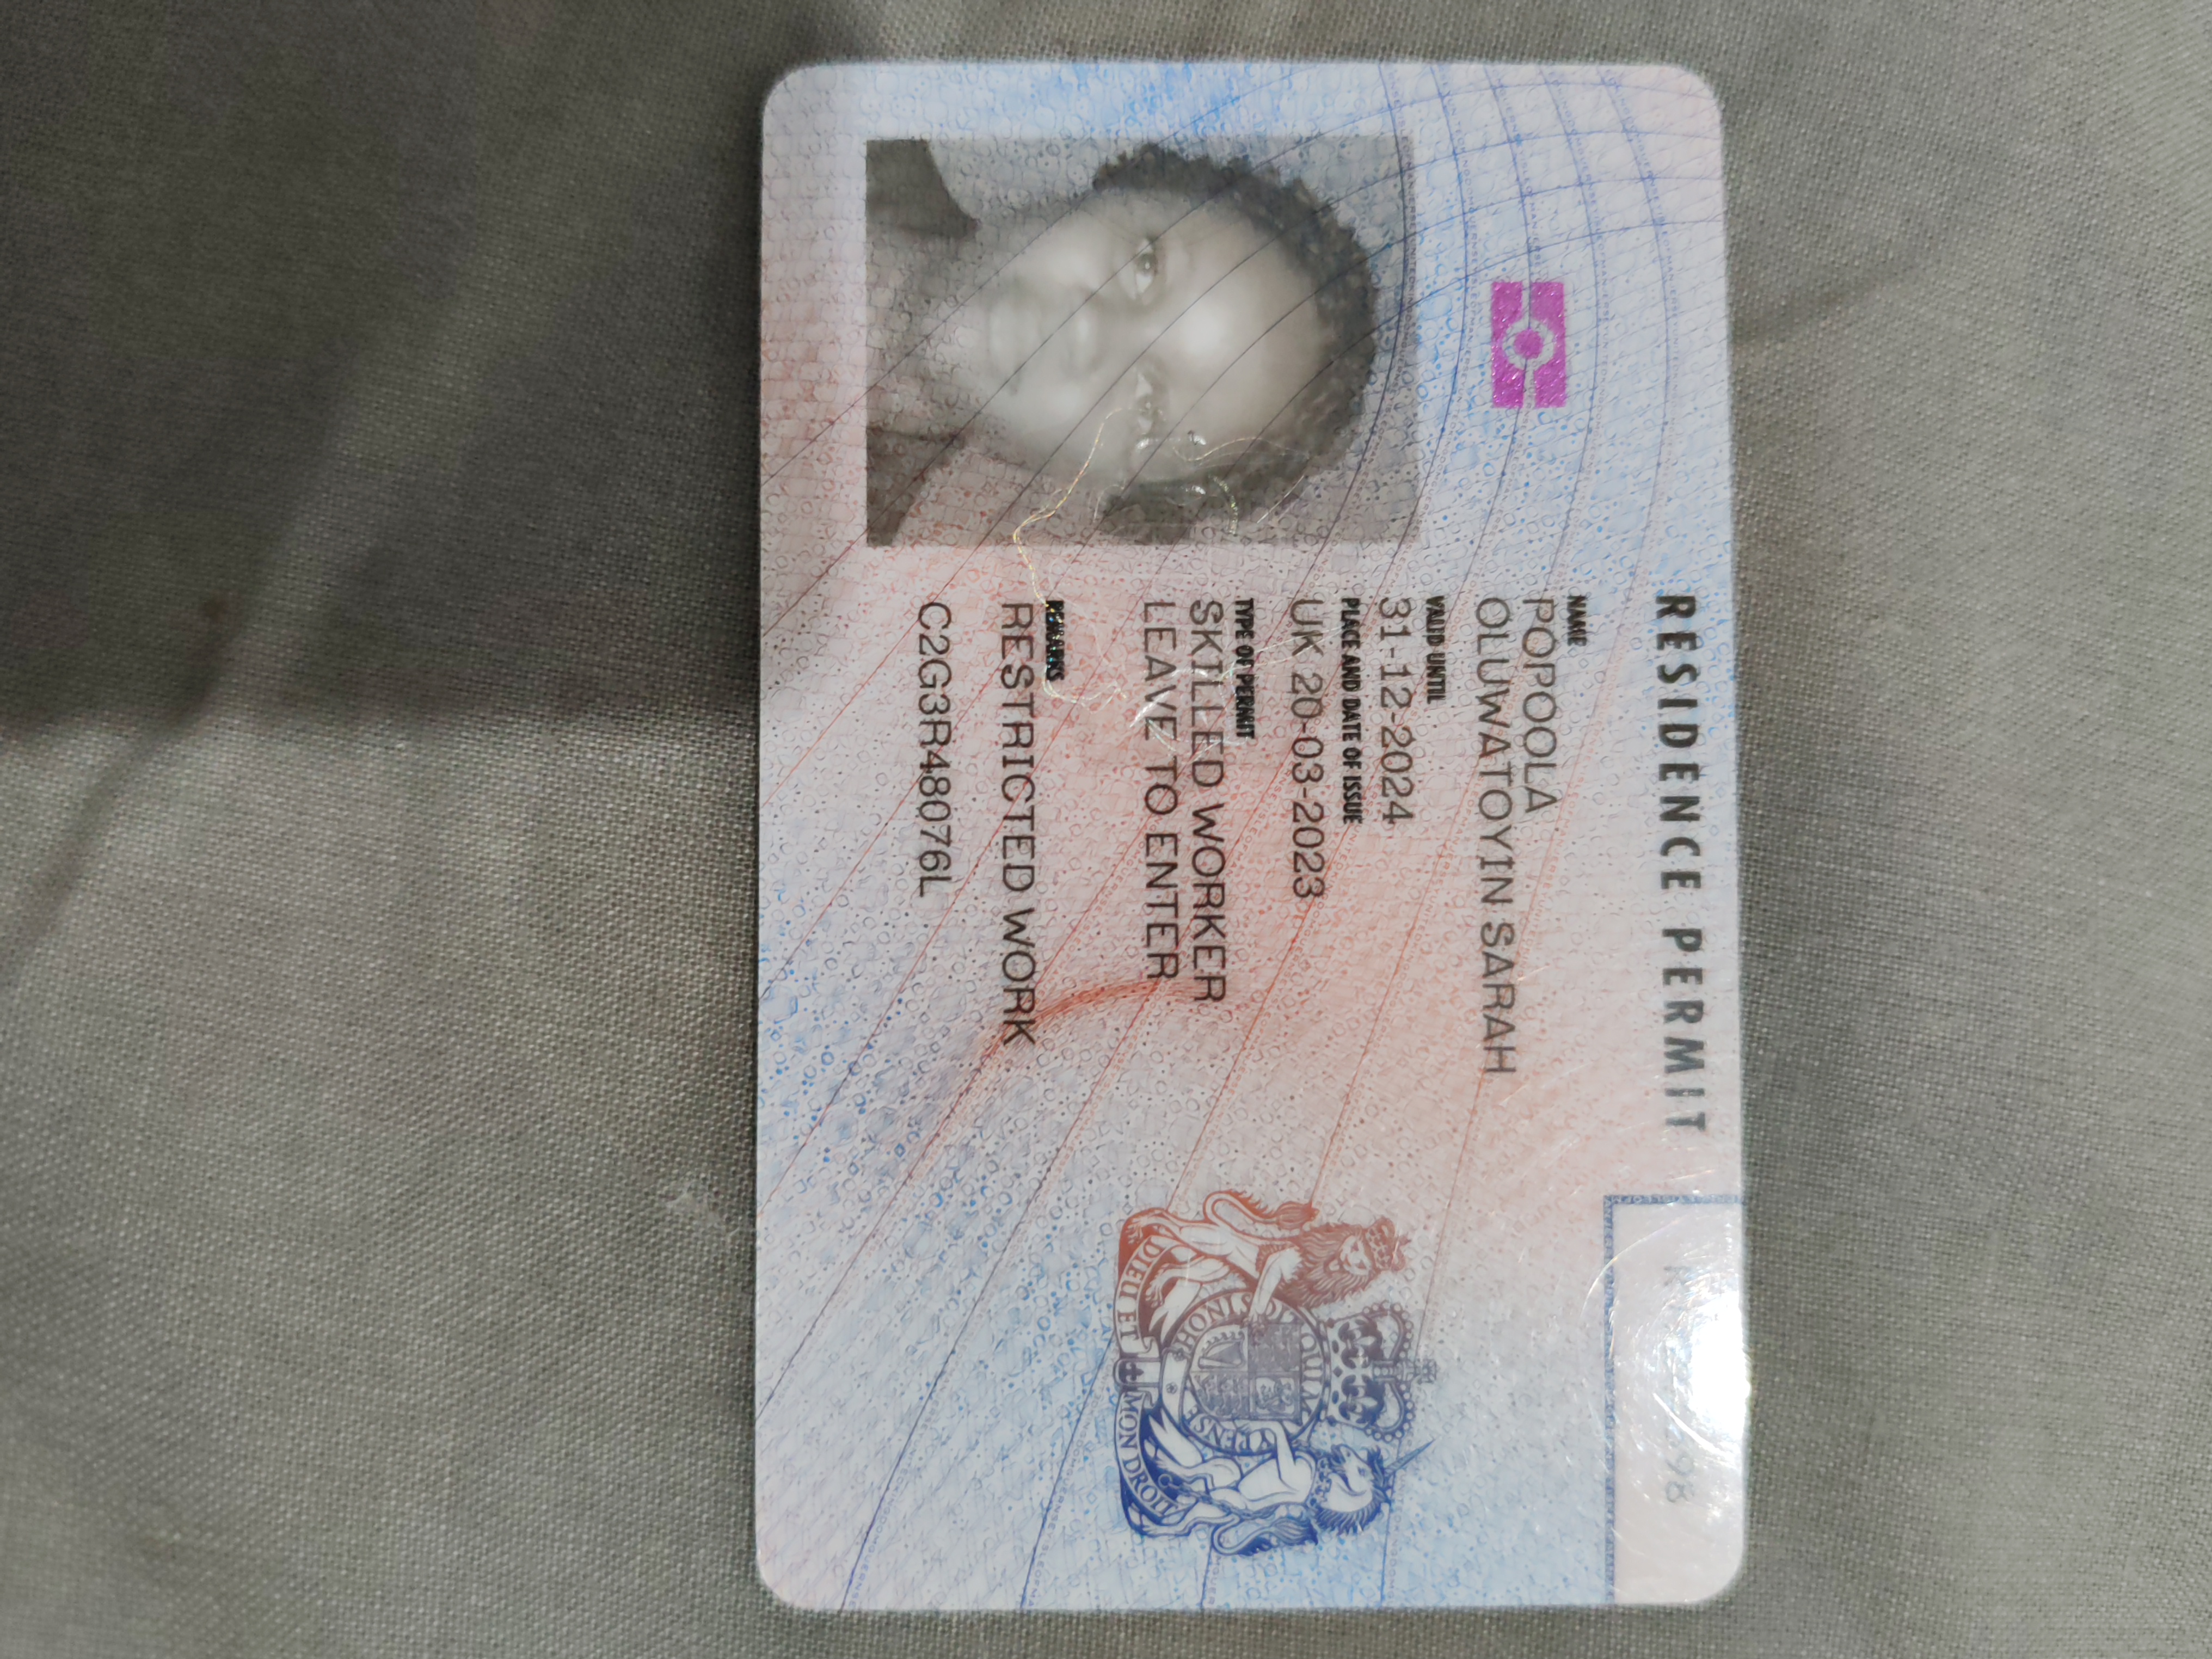 RESIDENCE PERMIT
NAME
POPOOLA
OLUWATOYIN SARAH
VALID UNTIL
31-12-2024
PLACE AND DATE OF ISSUE
UK 20-03-2023
TYPE OF PERMIT
SKILLED WORKER
LEAVE TO ENTER
REMARKS
RESTRICTED WORK
C2G3R48076L
HONI SOIT QUI MAL Y PENSE
DIEU ET MON DROIT